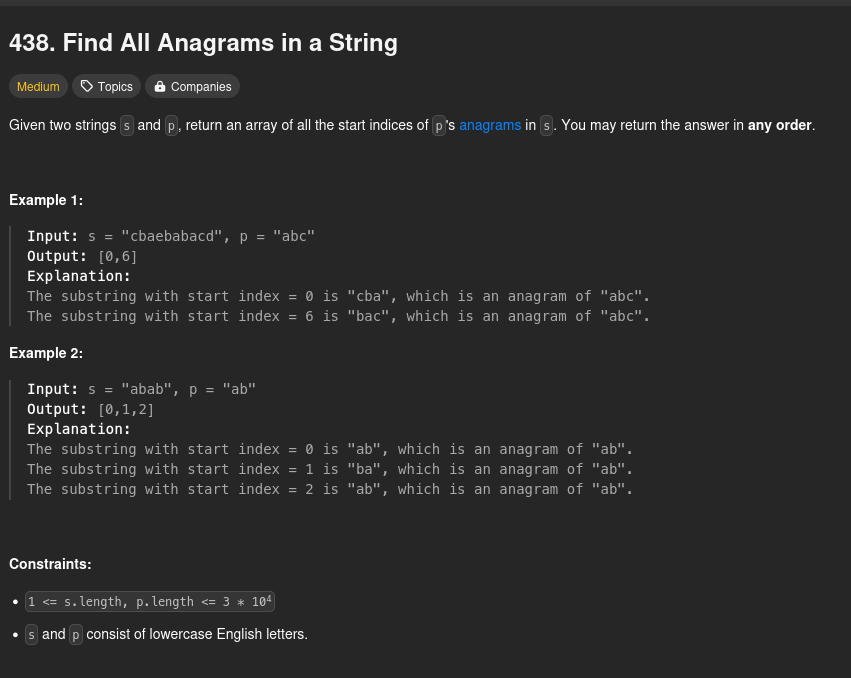 438. Find All Anagrams in a String
Medium Topics Companies
Given two strings s and p, return an array of all the start indices of p's anagrams in s. You may return the answer in any order.
Example 1:
Input: s = "cbaebabacd", p = "abc"
Output: [0,6]
Explanation:
The substring with start index = 0 is "cba", which is an anagram of "abc".
The substring with start index = 6 is "bac", which is an anagram of "abc".
Example 2:
Input: s = "abab", p = "ab"
Output: [0,1,2]
Explanation:
The substring with start index = 0 is "ab", which is an anagram of "ab".
The substring with start index = 1 is "ba", which is an anagram of "ab".
The substring with start index = 2 is "ab", which is an anagram of "ab".
Constraints:
• 1 <= s.length, p.length <= 3 * 10⁴
• s and p consist of lowercase English letters.